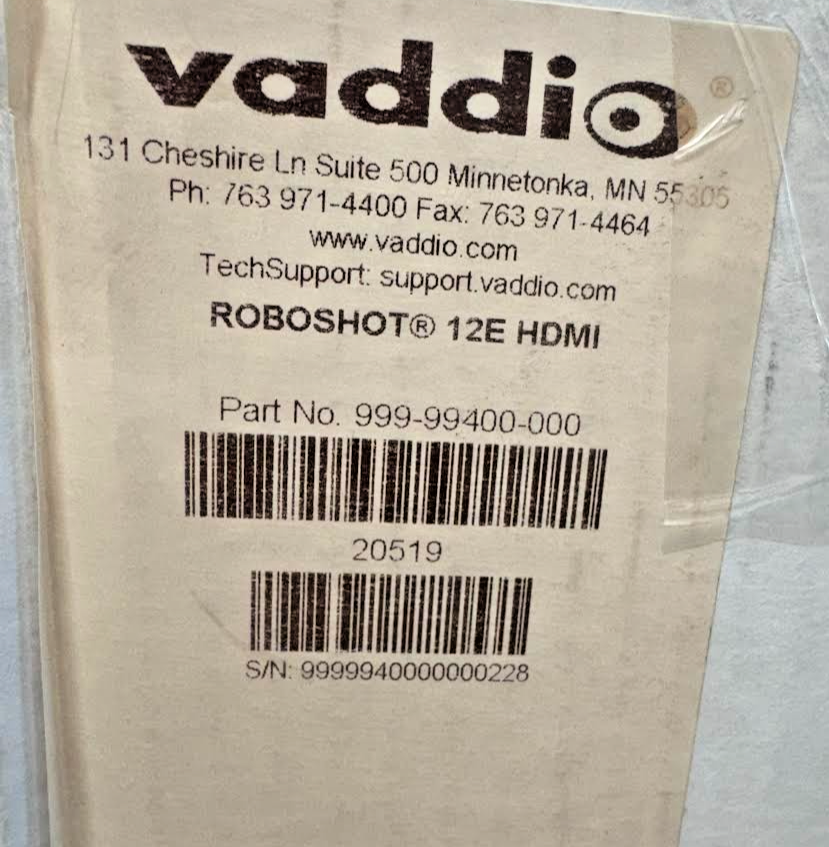 vaddio®
131 Cheshire Ln Suite 500 Minnetonka, MN 55305
Ph: 763 971-4400 Fax: 763 971-4464
www.vaddio.com
TechSupport: support.vaddio.com
ROBOSHOT® 12E HDMI
Part No. 999-99400-000
20519
S/N: 9999940000000228